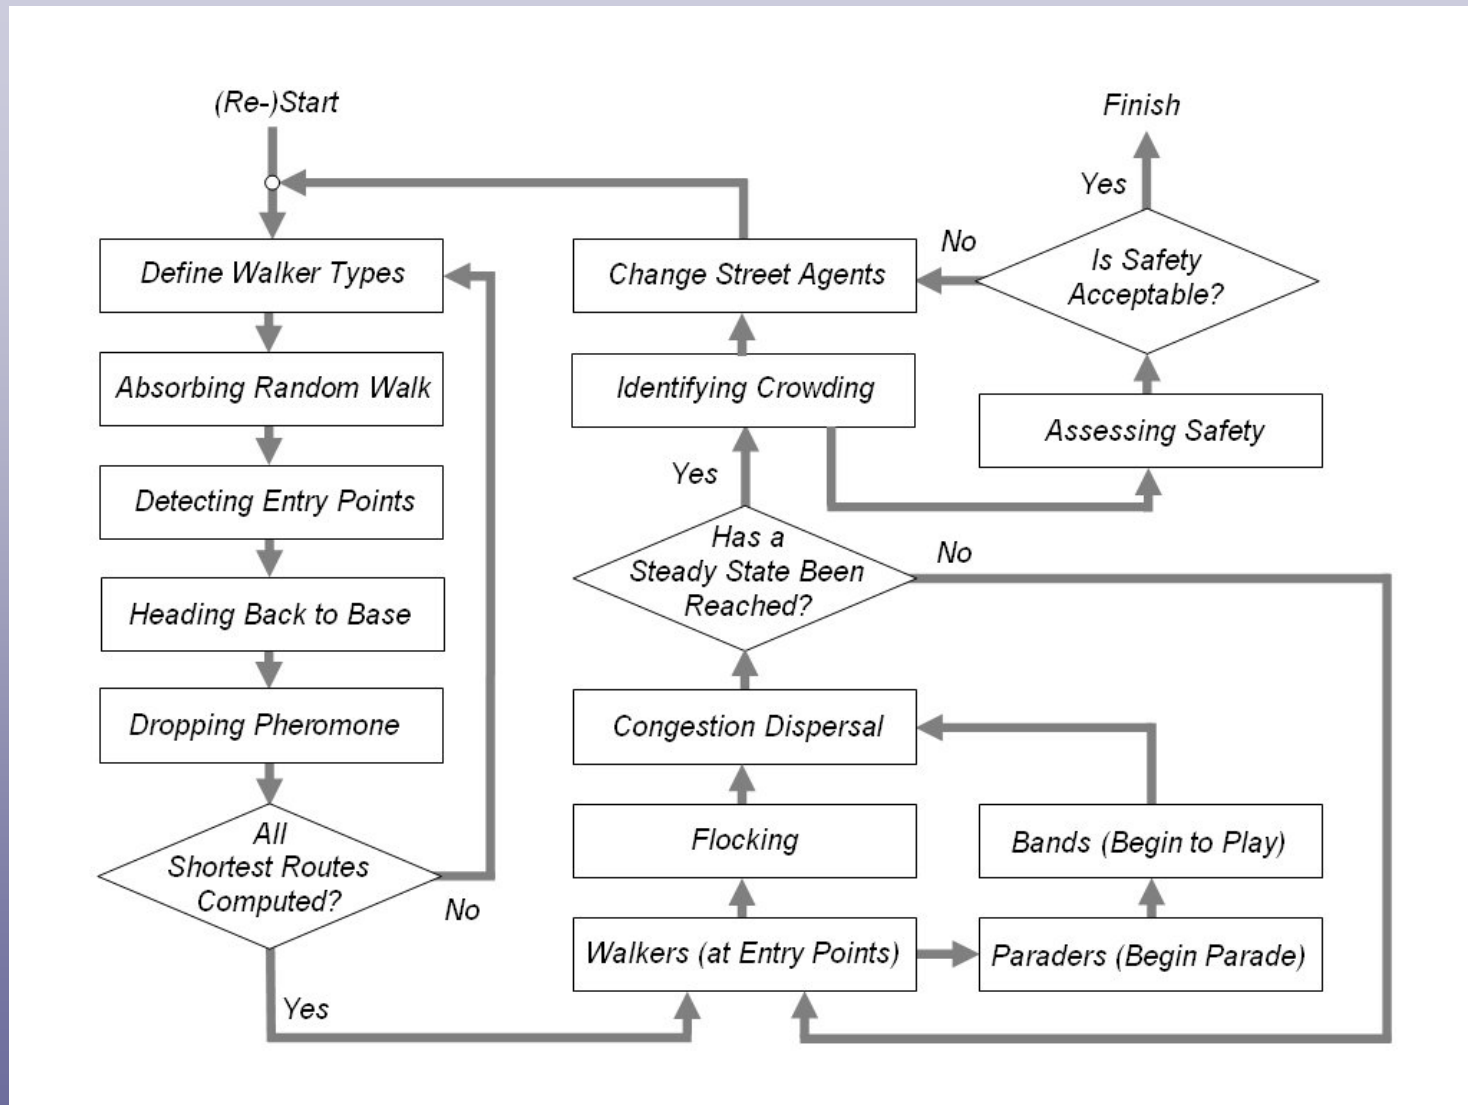 (Re-)Start
Define Walker Types
Absorbing Random Walk
Detecting Entry Points
Heading Back to Base
Dropping Pheromone
All
Shortest Routes
Computed?
No
Yes
Finish
Yes
Is Safety
Acceptable?
No
Change Street Agents
Identifying Crowding
Assessing Safety
Yes
Has a
Steady State Been
Reached?
No
Congestion Dispersal
Flocking
Bands (Begin to Play)
Walkers (at Entry Points)
Paraders (Begin Parade)